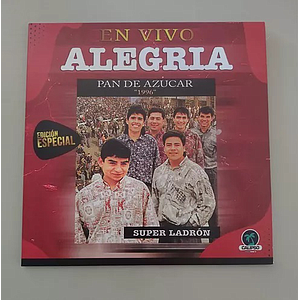 EN VIVO
ALEGRIA
PAN DE AZÚCAR
"1996"
EDICIÓN
ESPECIAL
SUPER LADRÓN
CALIPSO